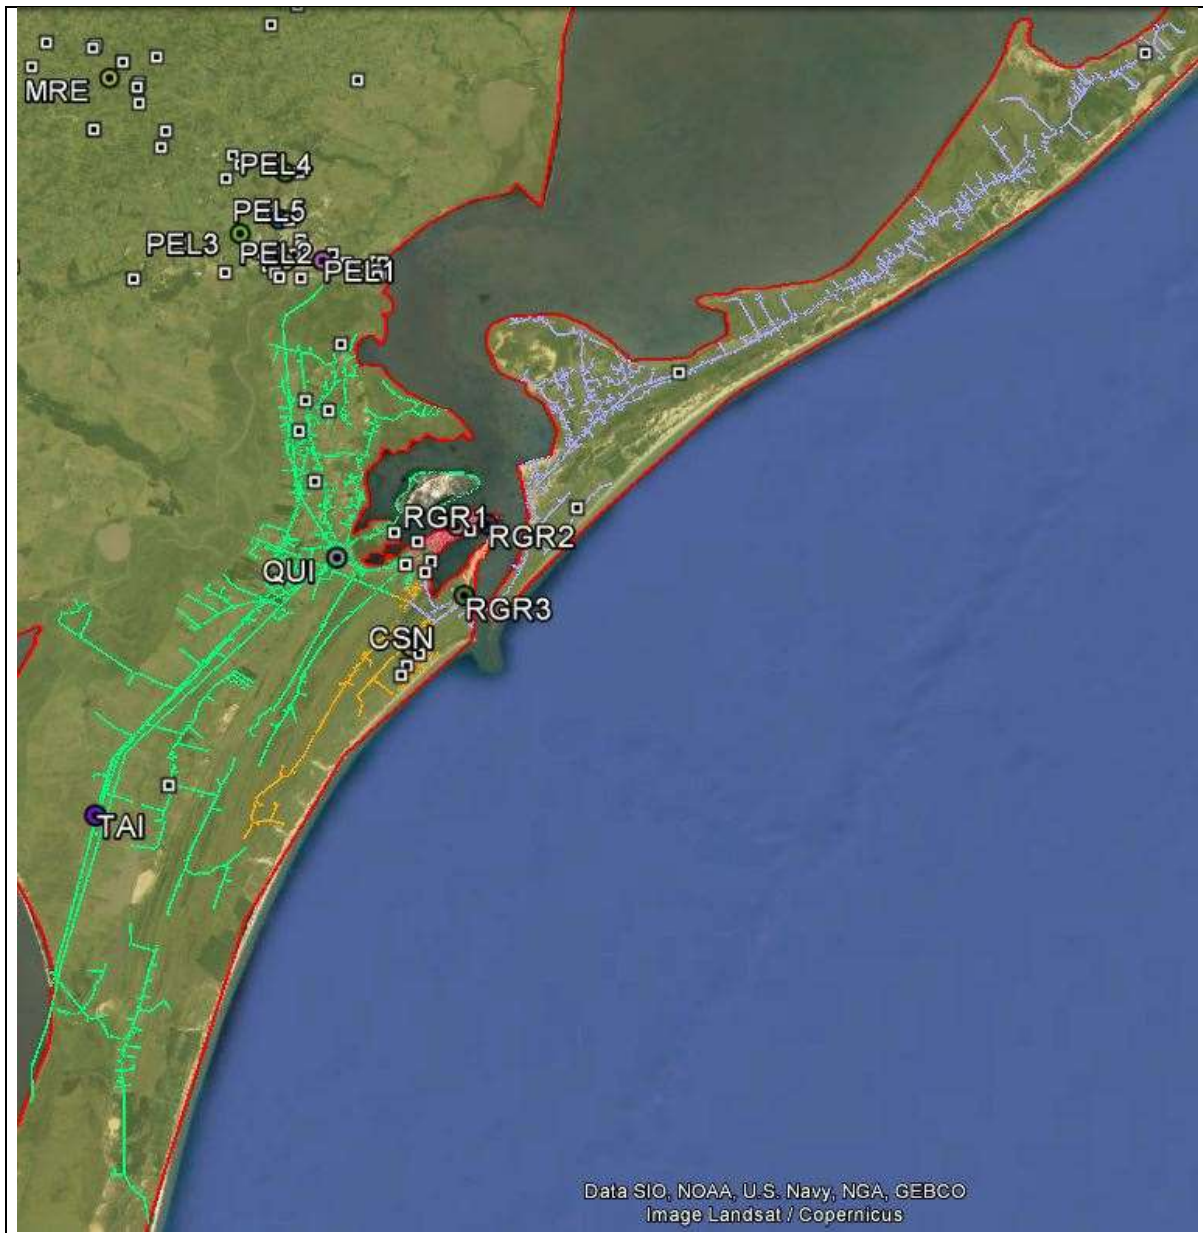 MRE
PEL4
PEL5
PEL3
PEL2
PEL1
RGR1
RGR2
QUI
RGR3
CSN
TAI
Data SIO, NOAA, U.S. Navy, NGA, GEBCO
Image Landsat / Copernicus